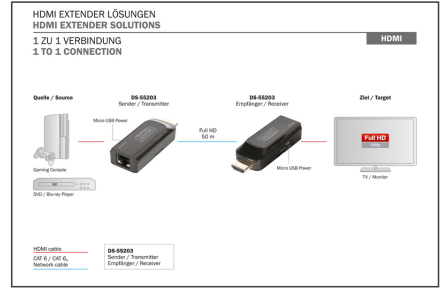 HDMI EXTENDER LÖSUNGEN
HDMI EXTENDER SOLUTIONS
1 ZU 1 VERBINDUNG
1 TO 1 CONNECTION
HDMI
Quelle / Source
DS-55203
Sender / Transmitter
DS-55203
Empfänger / Receiver
Ziel / Target
Micro USB Power
Full HD
50 m
Full HD
Micro USB Power
Gaming Console
TV / Monitor
DVD / Blu-ray Player
HDMI cable
CAT 6 / CAT 6A
Network cable
DS-55203
Sender / Transmitter
Empfänger / Receiver